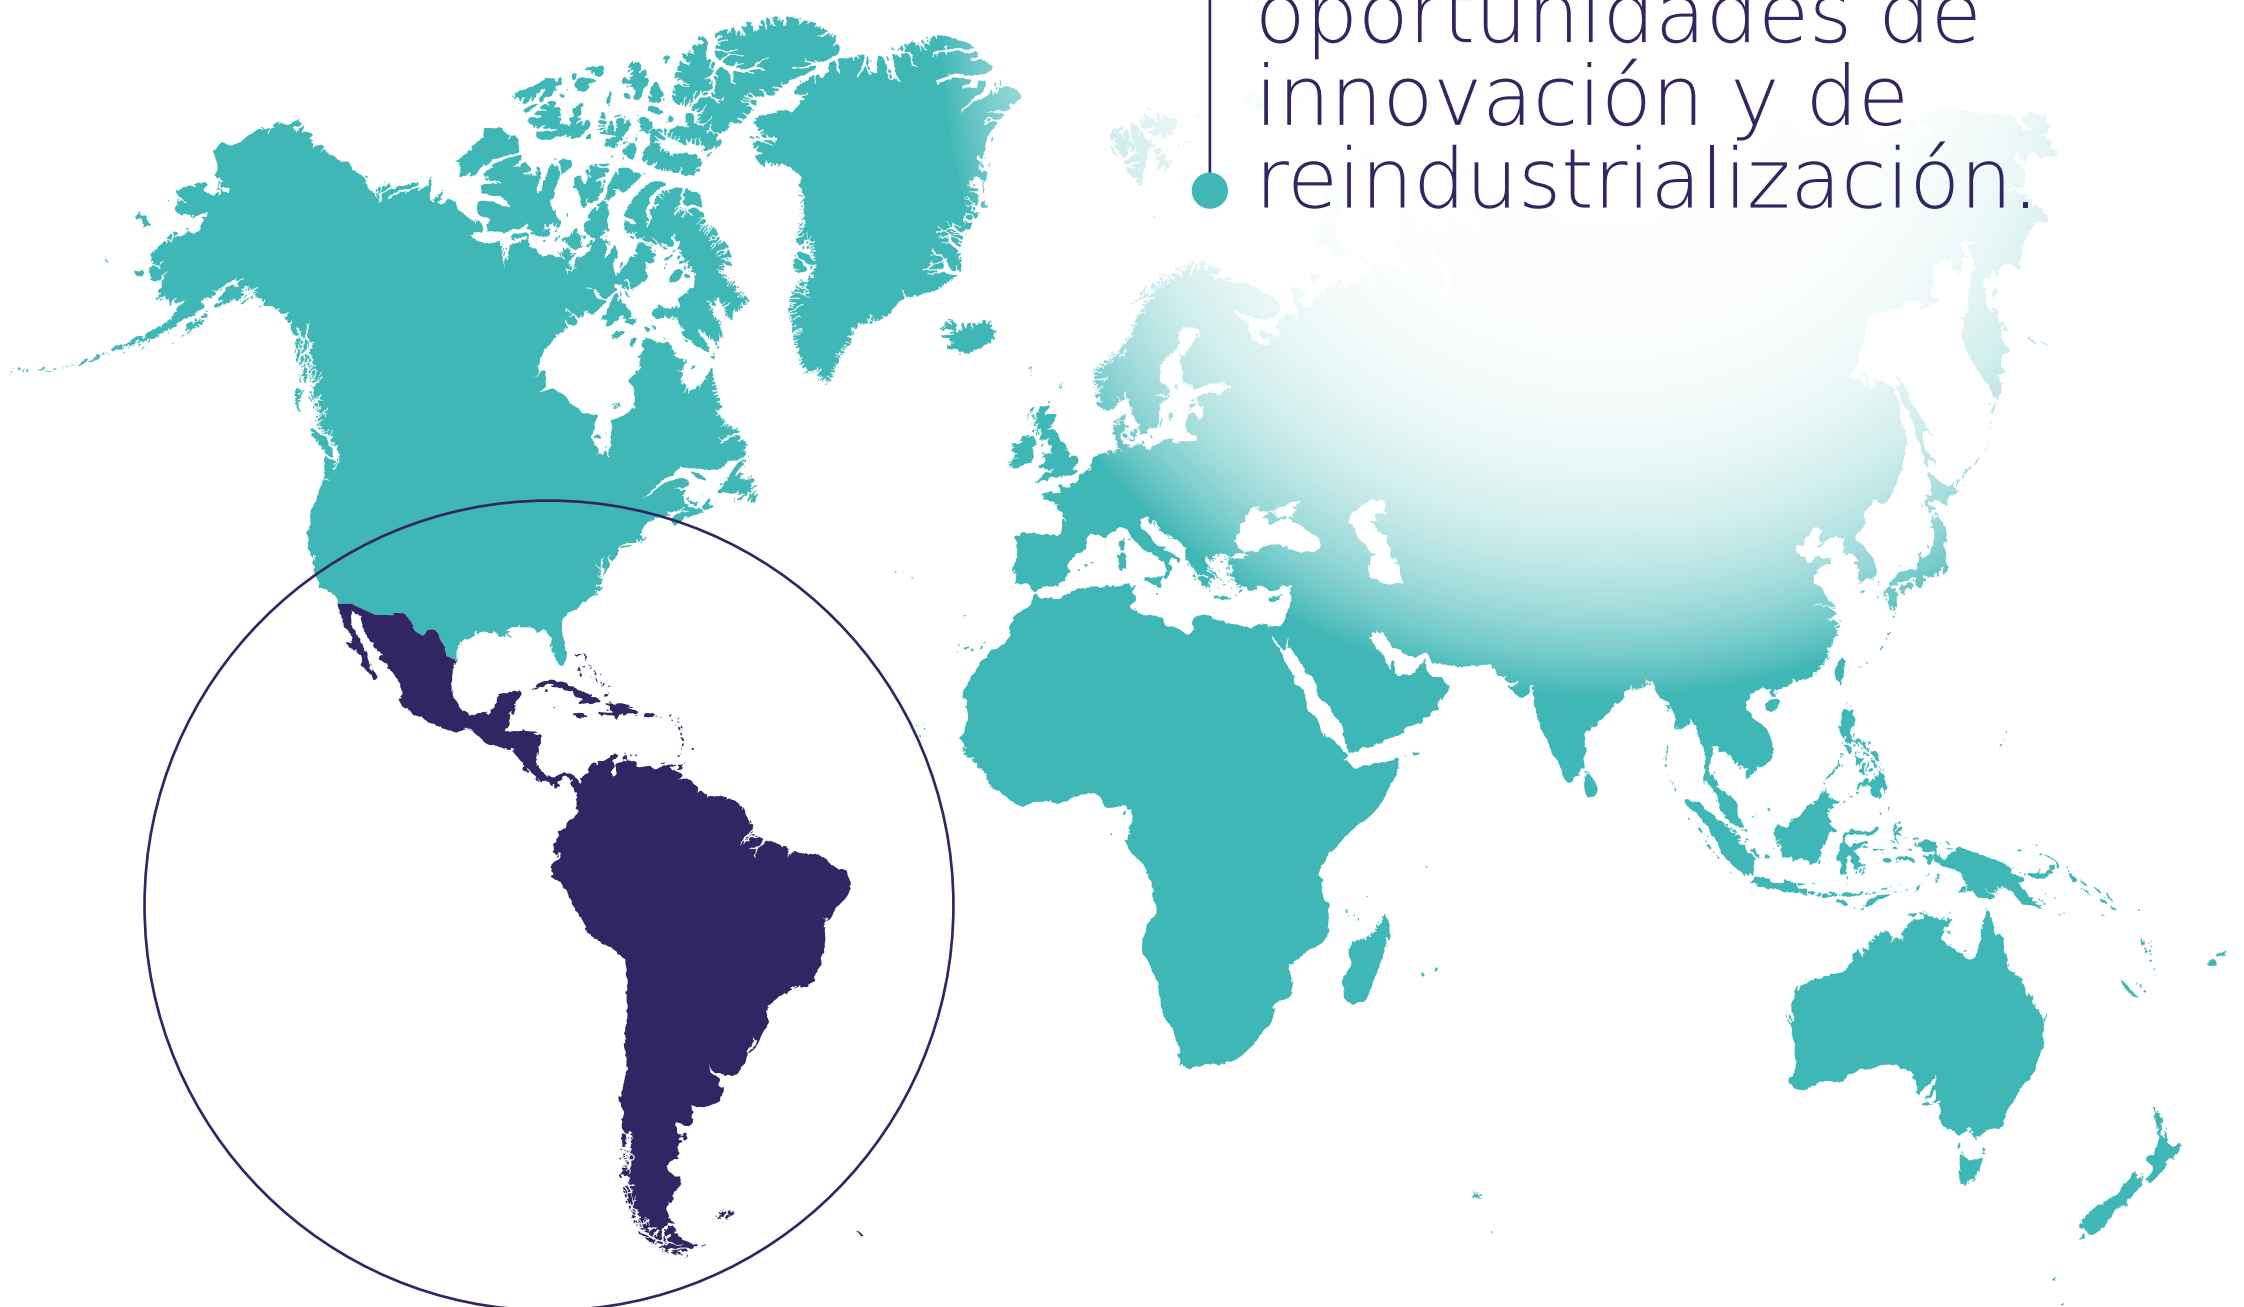 oportunidades de
innovación y de
reindustrialización.